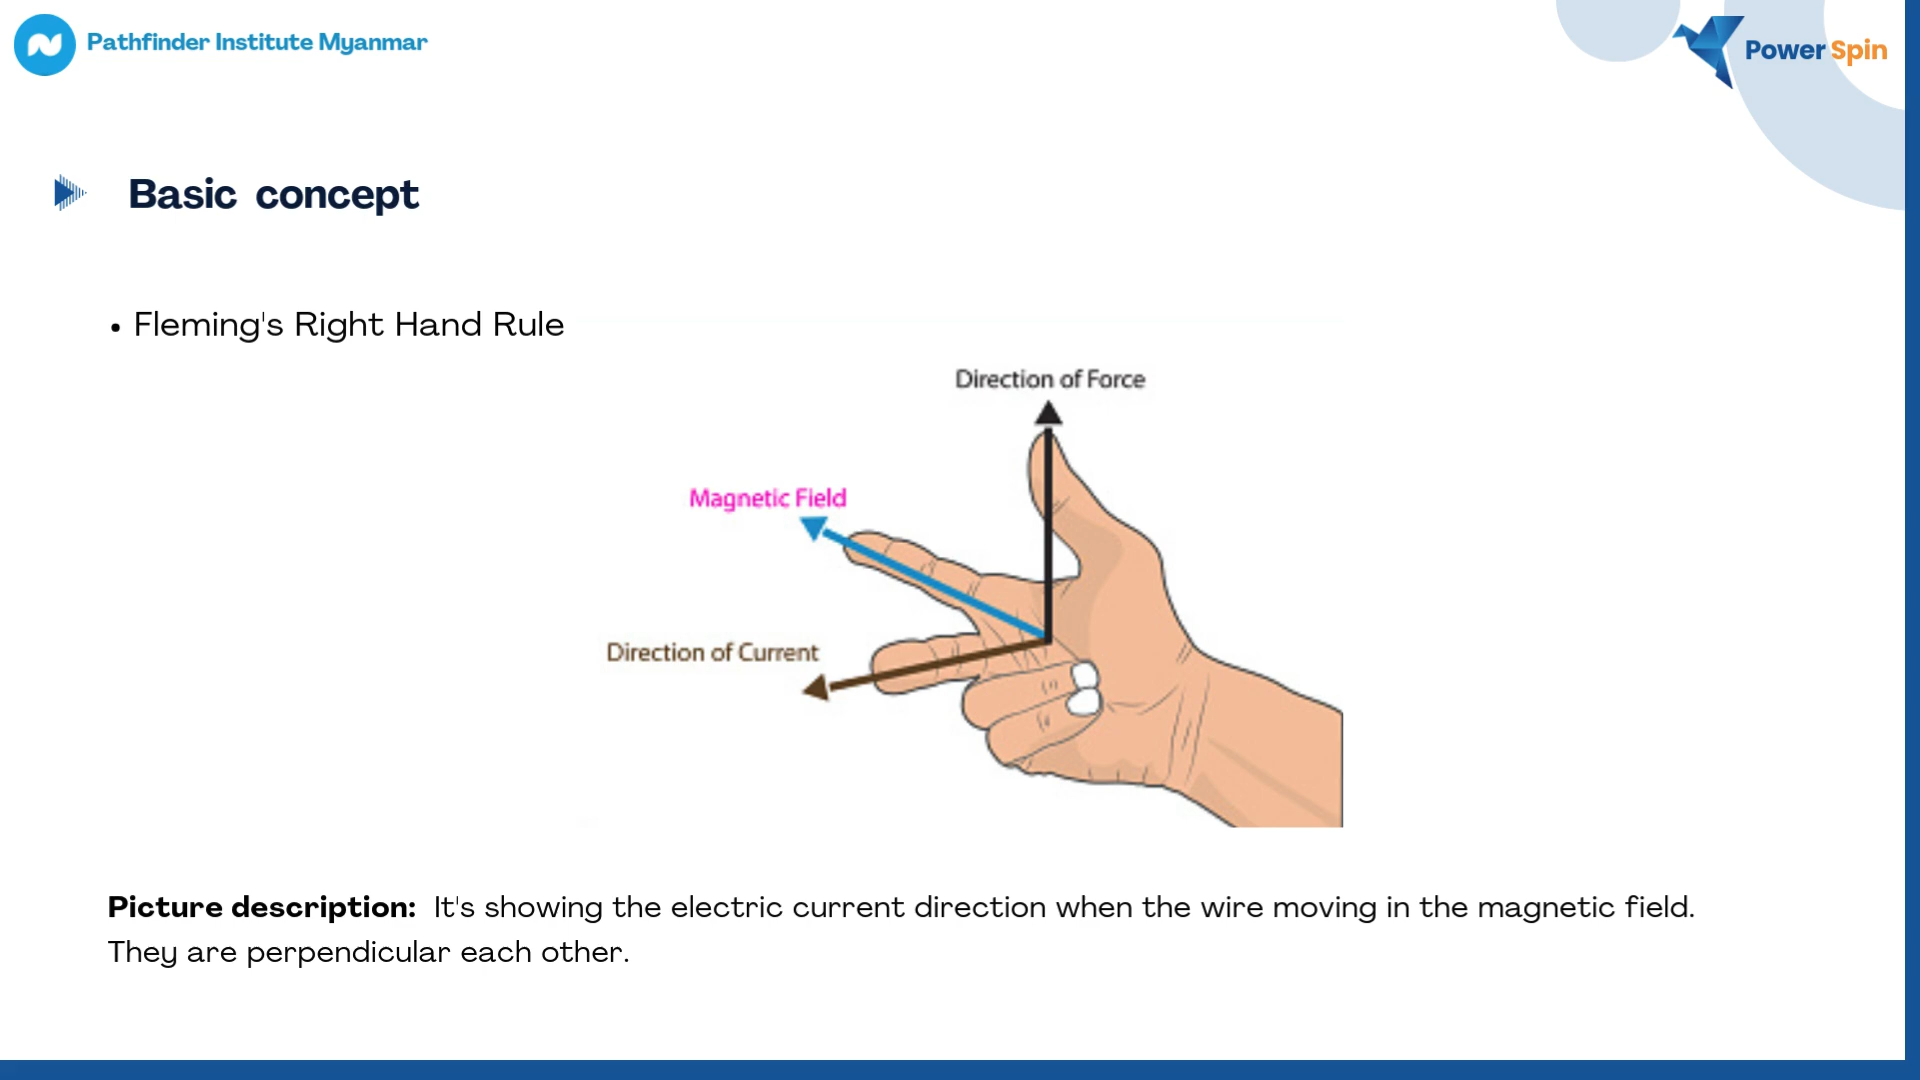 Pathfinder Institute Myanmar
Power Spin
Basic concept
• Fleming's Right Hand Rule
Direction of Force
Magnetic Field
Direction of Current
Picture description: It's showing the electric current direction when the wire moving in the magnetic field.
They are perpendicular each other.